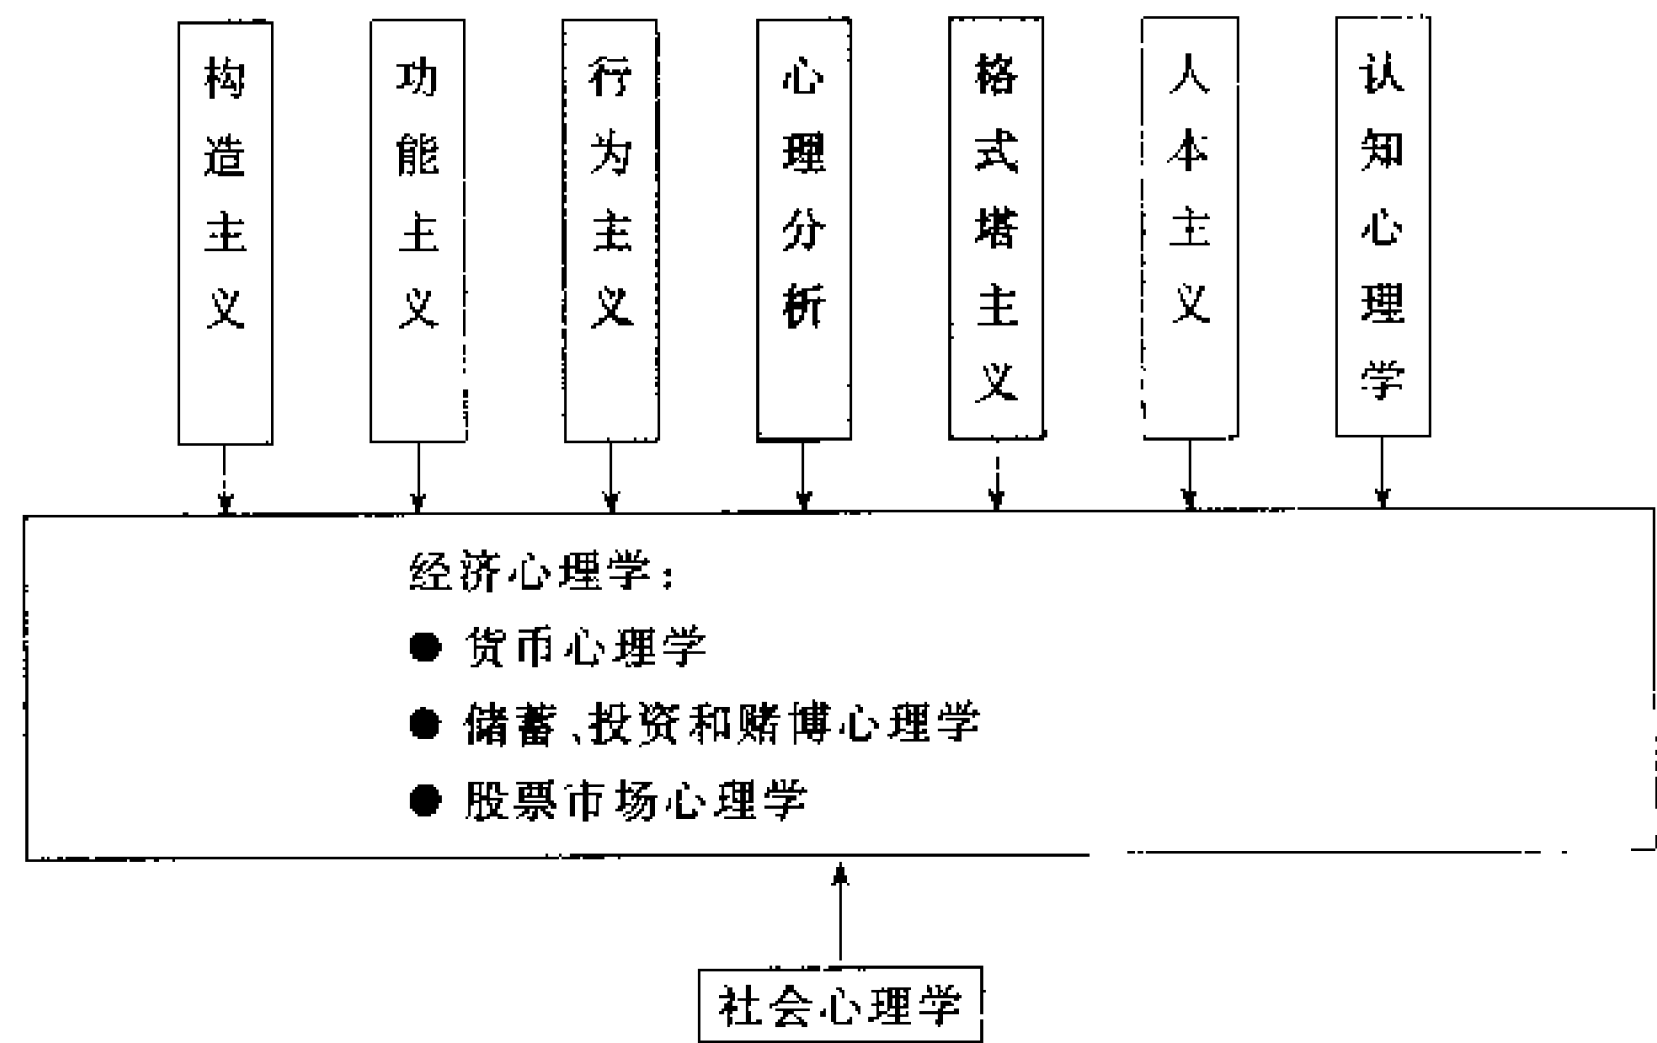 构造主义
功能主义
行为主义
心理分析
格式塔主义
人本主义
认知心理学
经济心理学：
● 货币心理学
● 储蓄、投资和赌博心理学
● 股票市场心理学
社会心理学